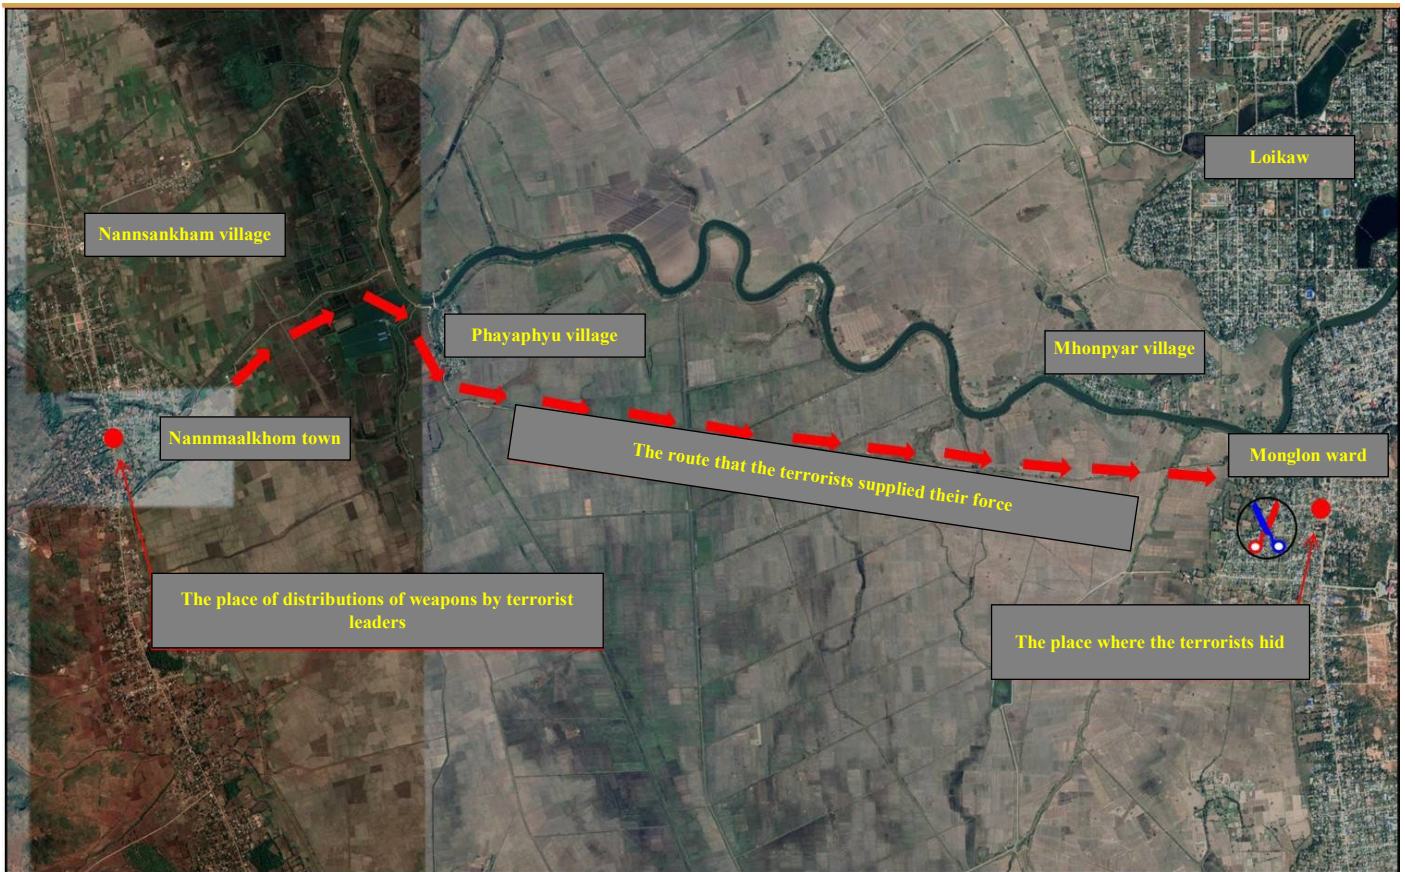 Loikaw
Nannsankham village
Phayaphyu village
Mhonpyar village
Nannmaalkhom town
The route that the terrorists supplied their force
Monglon ward
The place of distributions of weapons by terrorist
leaders
The place where the terrorists hid